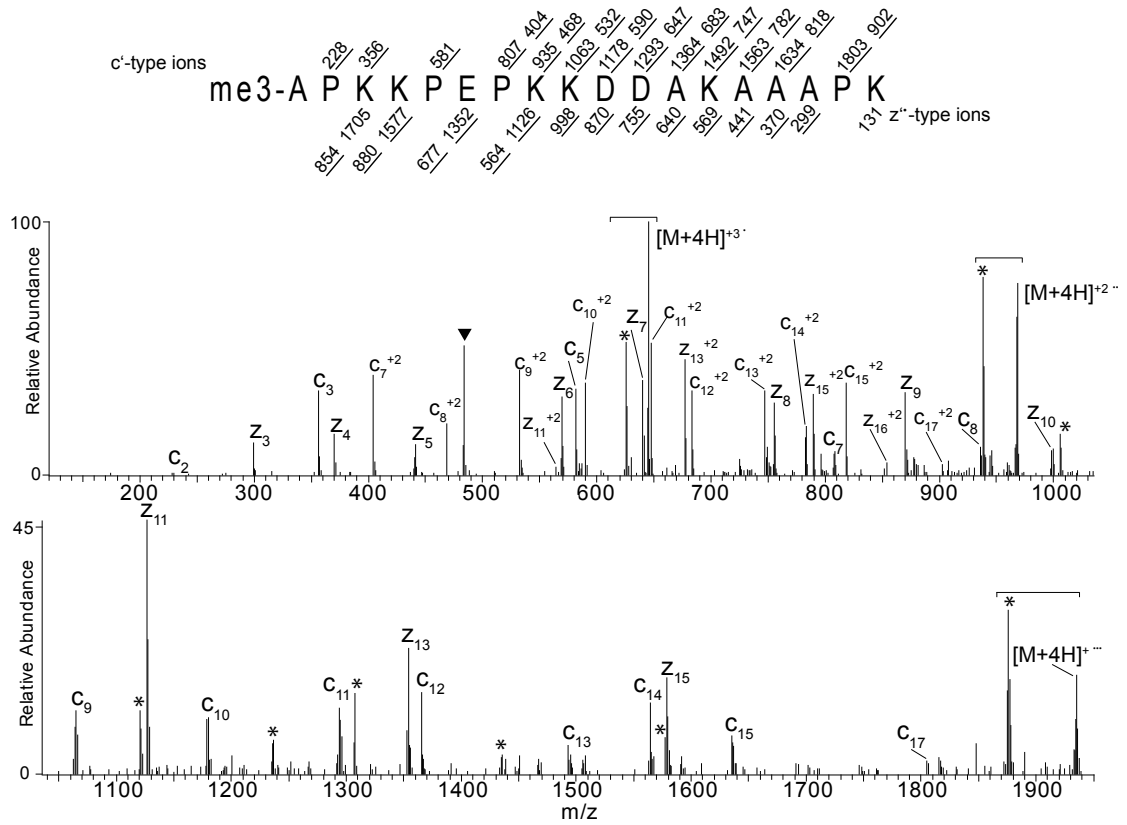 228 356 581 807 404 935 468 1063 532 1178 590 1293 647 1364 683 1492 747 1563 782 1634 818 1803 902
c'-type ions
me3-A P K K P E P K K D D A K A A A P K
854 1705 880 1577 677 1352 564 1126 998 870 755 640 569 441 370 299 131 z˙-type ions
100
Relative Abundance
0
[M+4H]+3·
* [M+4H]+2··
c2 z3 c3 z4 c7+2 z5 c8+2 ▼ c9+2 z11+2 z6 c5 c10+2 * z7 c11+2 z13+2 c12+2 c13+2 z8 c14+2 z15+2 c7 c15+2 z16+2 z9 c17+2 c8 z10 *
200 300 400 500 600 700 800 900 1000
45
Relative Abundance
0
c9 * z11 c10 * c11 * z13 c12 * c13 c14 * z15 c15 c17 * [M+4H]+···
1100 1200 1300 1400 1500 1600 1700 1800 1900
m/z